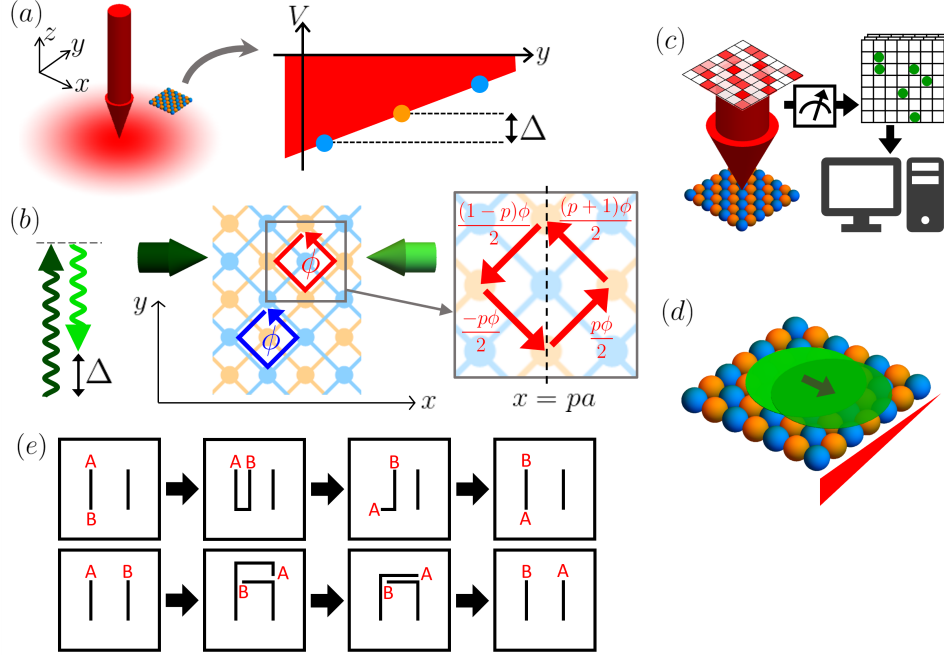 (a)
z
y
x
V
y
Δ
(b)
Δ
y
x
ϕ
ϕ
(1 − p)ϕ
2
(p + 1)ϕ
2
−pϕ
2
pϕ
2
x = pa
(c)
(d)
(e)
A
B
A B
B
A
B
A
A B
A
B
A
B
B A